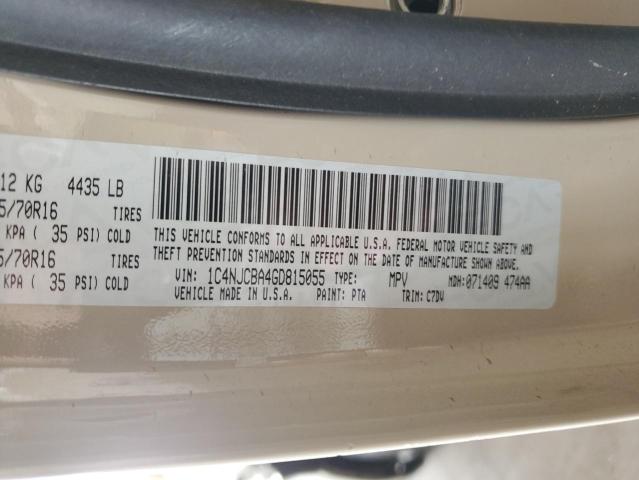 12 KG 4435 LB
5/70R16 TIRES
KPA ( 35 PSI) COLD
5/70R16 TIRES
KPA ( 35 PSI) COLD
THIS VEHICLE CONFORMS TO ALL APPLICABLE U.S.A. FEDERAL MOTOR VEHICLE SAFETY AND
THEFT PREVENTION STANDARDS IN EFFECT ON THE DATE OF MANUFACTURE SHOWN ABOVE.
VIN: 1C4NJCBA4GD815055 TYPE: MPV MDH: 071409 474AA
VEHICLE MADE IN U.S.A. PAINT: PTA TRIM: C7DV